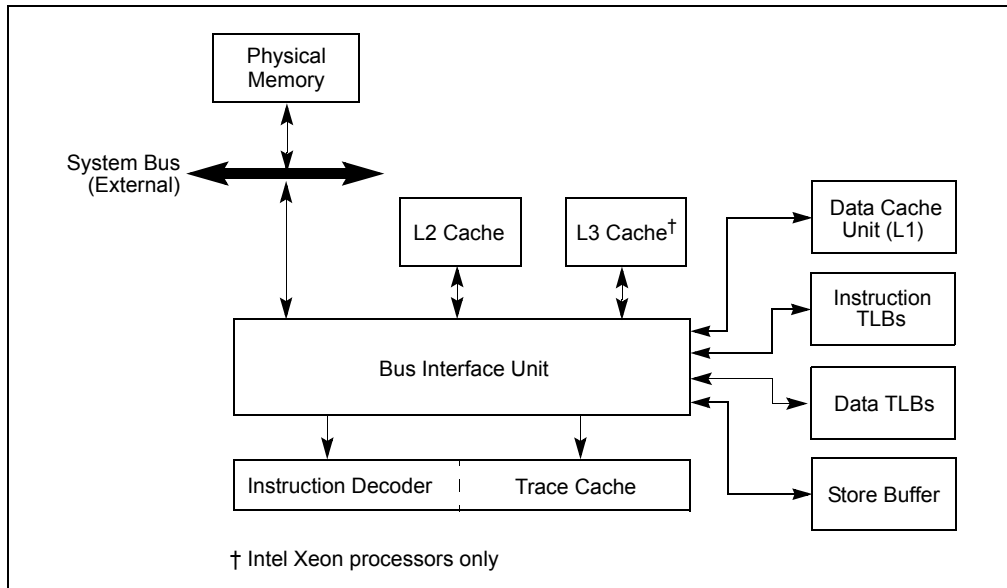 Physical
Memory
System Bus
(External)
L2 Cache
L3 Cache†
Data Cache
Unit (L1)
Instruction
TLBs
Bus Interface Unit
Data TLBs
Instruction Decoder
Trace Cache
Store Buffer
† Intel Xeon processors only